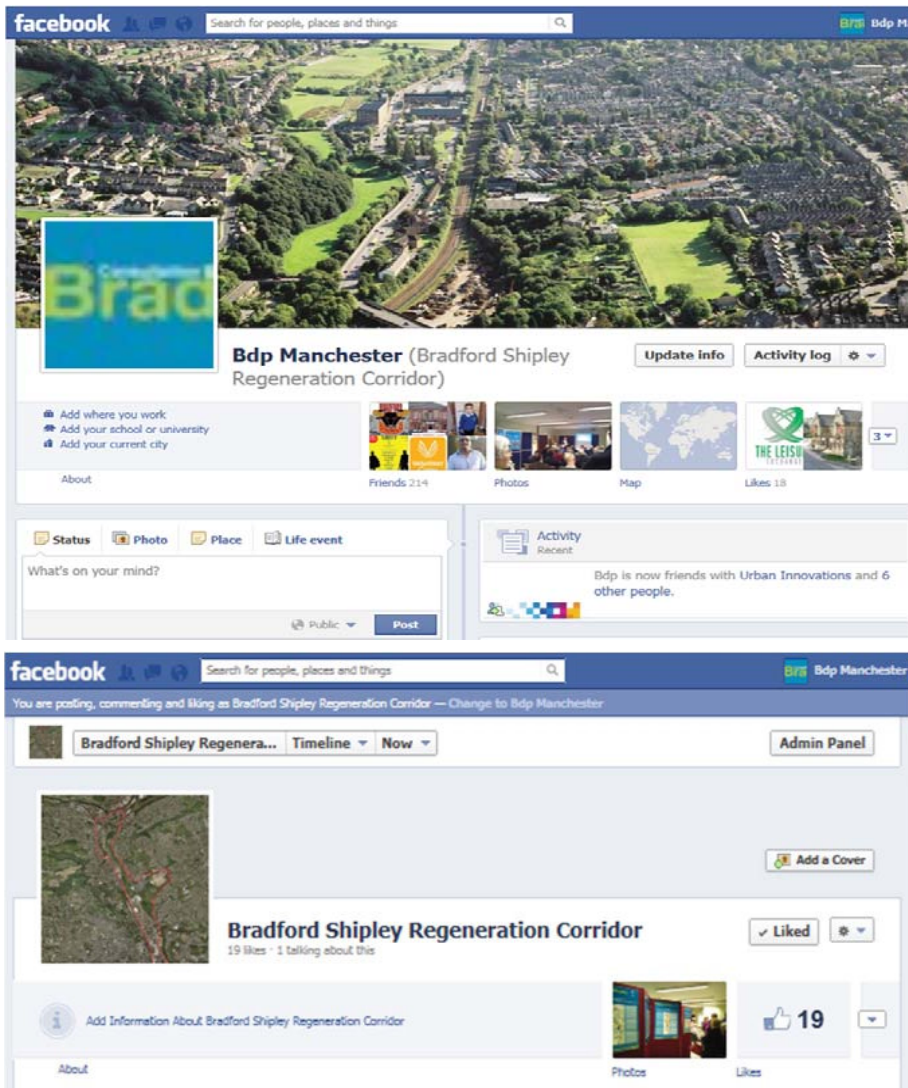 facebook Search for people, places and things Bdp M
Brad
Bdp Manchester (Bradford Shipley
Regeneration Corridor)
Update info Activity log
Add where you work
Add your school or university
Add your current city
About
THE LEISU
3
Friends 214 Photos Map Likes 18
Status Photo Place Life event
What's on your mind?
Public Post
Activity
Recent
Bdp is now friends with Urban Innovations and 6
other people.
facebook Search for people, places and things Bdp Manchester
You are posting, commenting and liking as Bradford Shipley Regeneration Corridor — Change to Bdp Manchester
Bradford Shipley Regenera... Timeline Now Admin Panel
Add a Cover
Bradford Shipley Regeneration Corridor
19 likes · 1 talking about this
Liked
Add Information About Bradford Shipley Regeneration Corridor
19
About Photos Likes